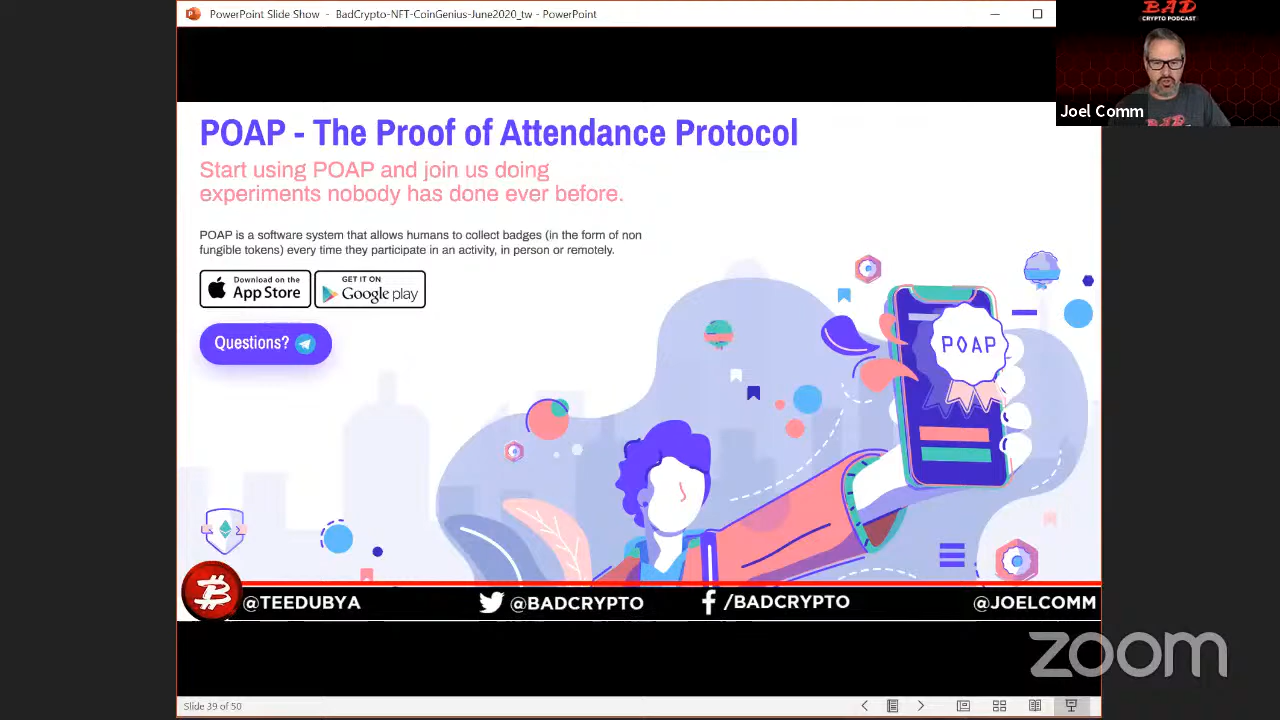 PowerPoint Slide Show - BadCrypto-NFT-CoinGenius-June2020_tw - PowerPoint
BAD
CRYPTO PODCAST
Joel Comm
POAP - The Proof of Attendance Protocol
Start using POAP and join us doing
experiments nobody has done ever before.
POAP is a software system that allows humans to collect badges (in the form of non
fungible tokens) every time they participate in an activity, in person or remotely.
Download on the
App Store
GET IT ON
Google play
Questions?
POAP
@TEEDUBYA
@BADCRYPTO
/BADCRYPTO
@JOELCOMM
zoom
Slide 39 of 50